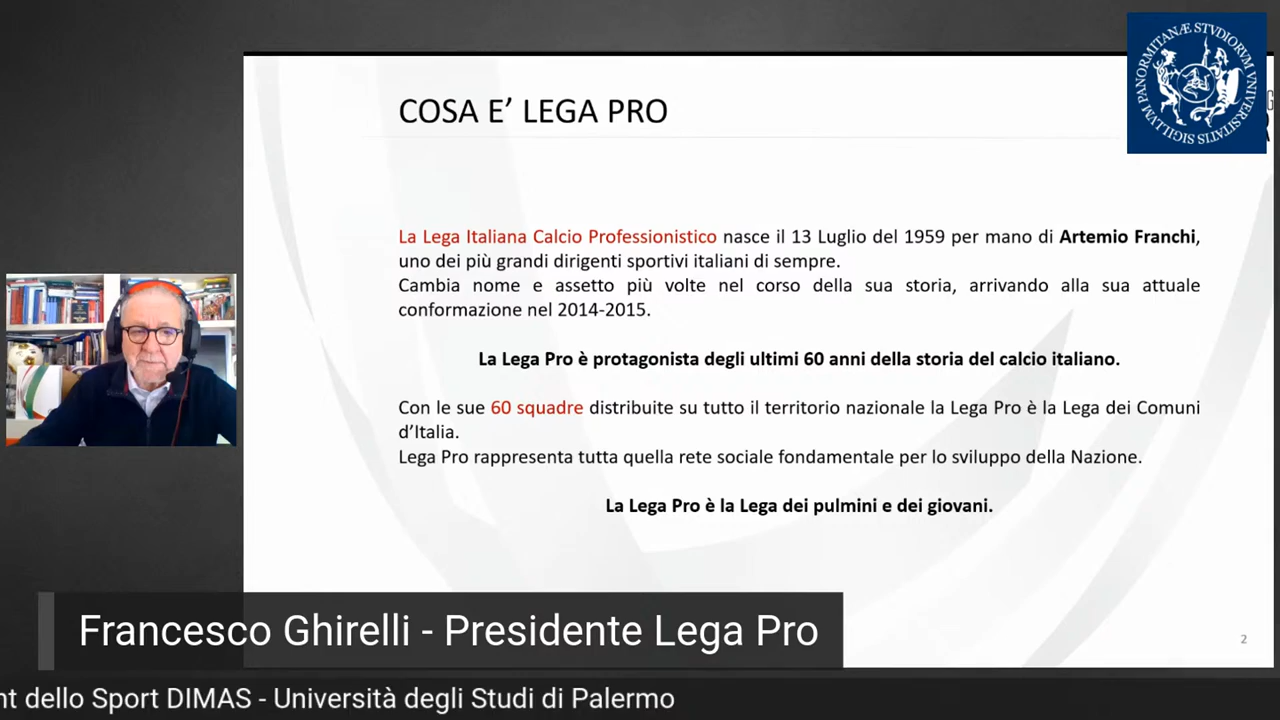 COSA E’ LEGA PRO
SIGILLVM PANORMITANÆ STVDIORVM VNIVERSITATIS
La Lega Italiana Calcio Professionistico nasce il 13 Luglio del 1959 per mano di Artemio Franchi,
uno dei più grandi dirigenti sportivi italiani di sempre.
Cambia nome e assetto più volte nel corso della sua storia, arrivando alla sua attuale
conformazione nel 2014-2015.
La Lega Pro è protagonista degli ultimi 60 anni della storia del calcio italiano.
Con le sue 60 squadre distribuite su tutto il territorio nazionale la Lega Pro è la Lega dei Comuni
d’Italia.
Lega Pro rappresenta tutta quella rete sociale fondamentale per lo sviluppo della Nazione.
La Lega Pro è la Lega dei pulmini e dei giovani.
Francesco Ghirelli - Presidente Lega Pro
2
nt dello Sport DIMAS - Università degli Studi di Palermo